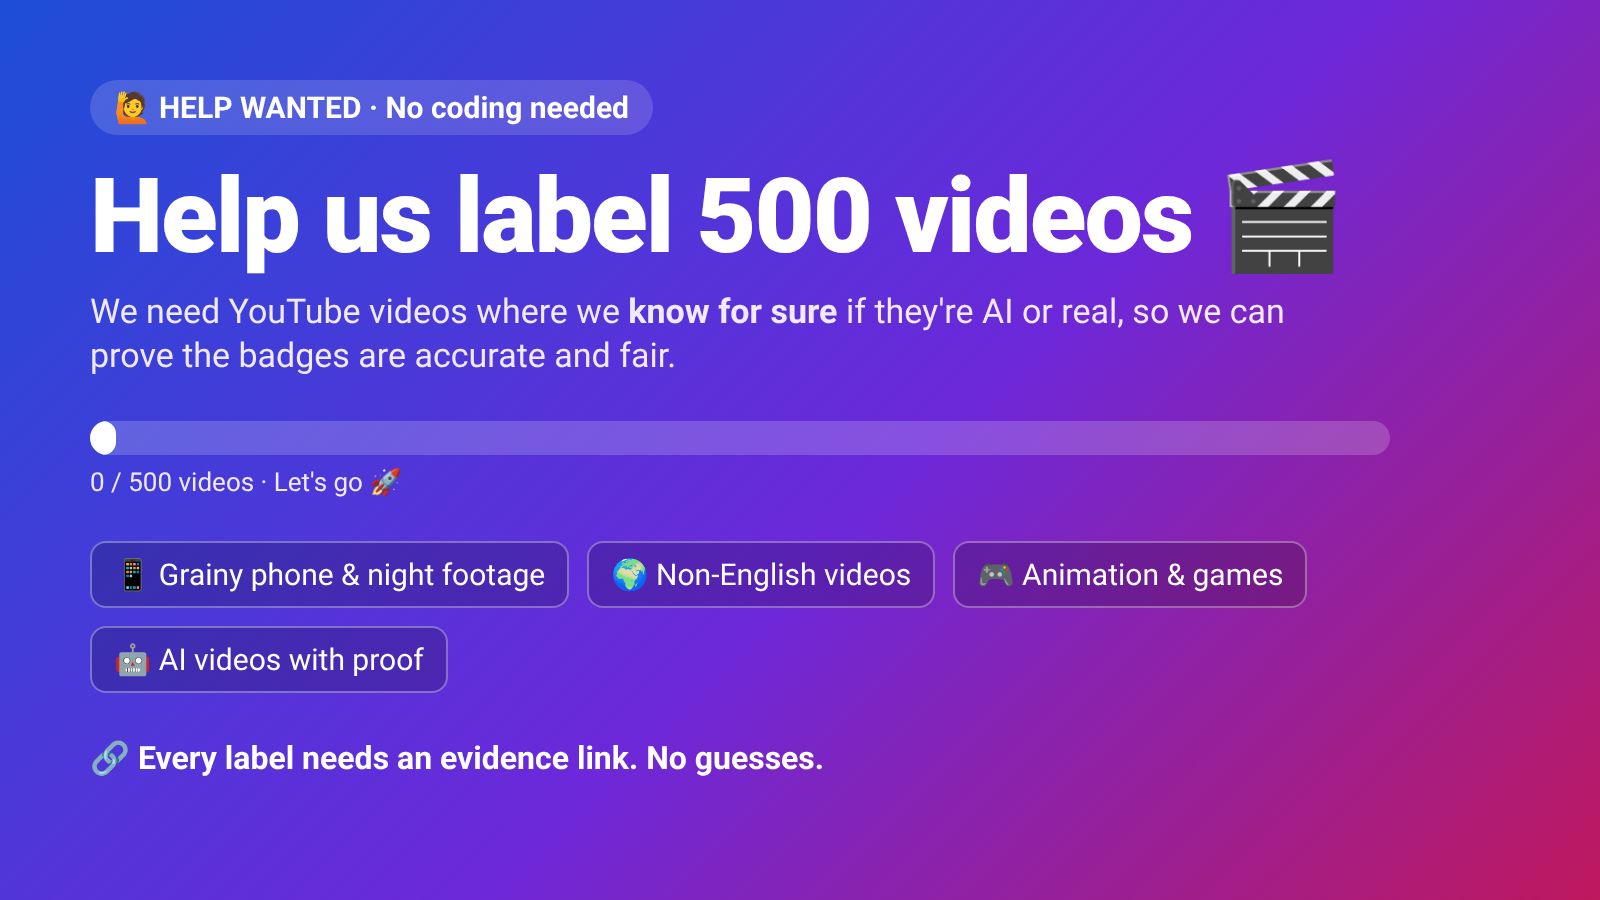 🙋 HELP WANTED · No coding needed
Help us label 500 videos 🎬
We need YouTube videos where we know for sure if they're AI or real, so we can
prove the badges are accurate and fair.
0 / 500 videos · Let's go 🚀
📱 Grainy phone & night footage
🌍 Non-English videos
🎮 Animation & games
🤖 AI videos with proof
🔗 Every label needs an evidence link. No guesses.